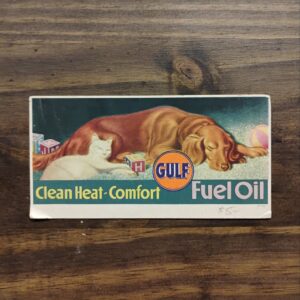 H
GULF
Clean Heat - Comfort
Fuel Oil